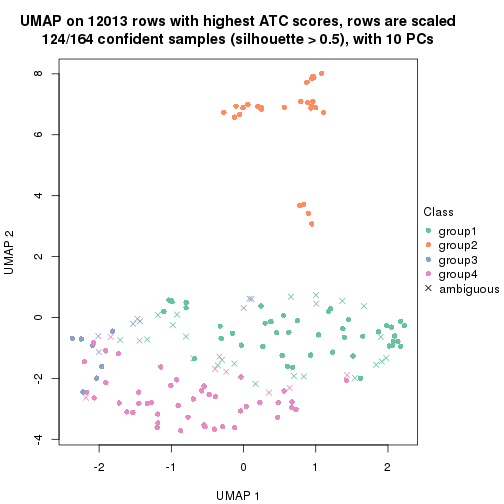 UMAP on 12013 rows with highest ATC scores, rows are scaled
124/164 confident samples (silhouette > 0.5), with 10 PCs
8
6
4
2
0
-2
-4
UMAP 2
-2
-1
0
1
2
UMAP 1
Class
group1
group2
group3
group4
ambiguous